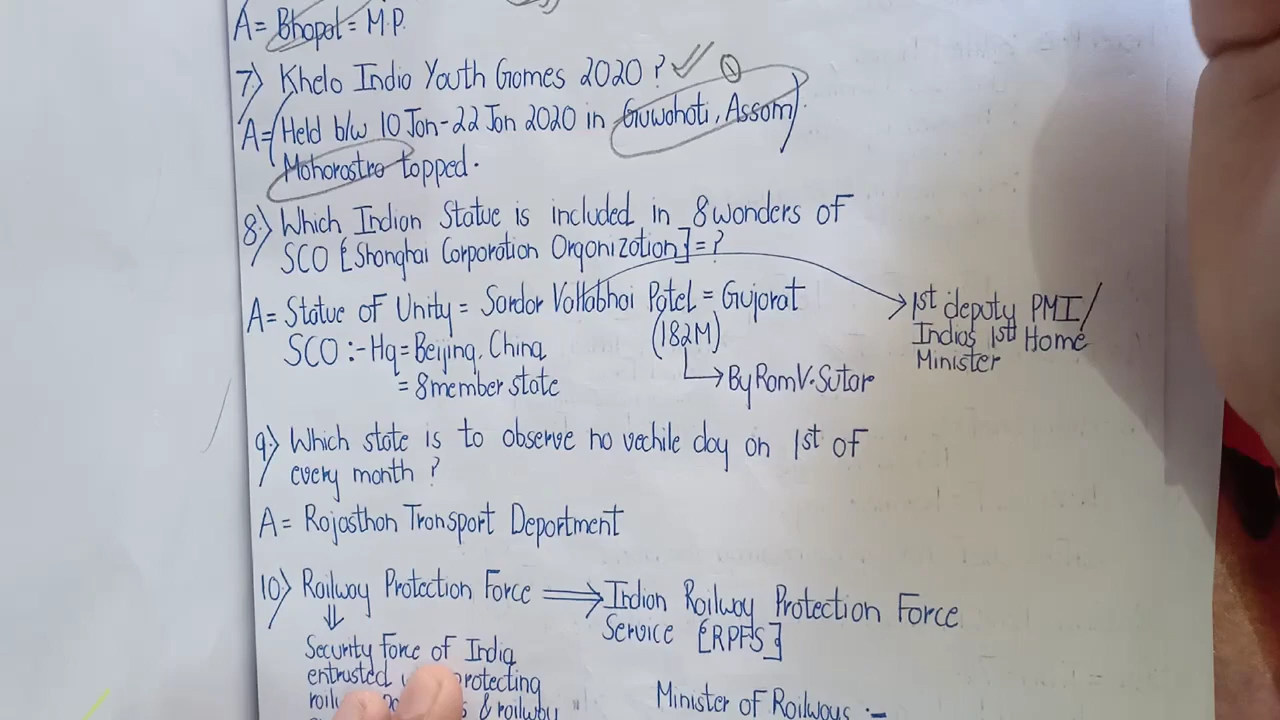 A= Bhopal= M.P.
7) Khelo India Youth Games 2020 ?
A= Held b/w 10 Jan-22 Jan 2020 in Guwahati, Assam
Maharastra topped.
8) Which Indian Statue is included in 8 wonders of
SCO [Shanghai Corporation Organization] = ?
A= Statue of Unity = Sardar Vallabhai Patel = Gujarat
(182M)
By Ram V. Sutar
1st deputy PMI/
Indias 1st Home
Minister
SCO :- Hq = Beijing, China
= 8 member state
9) Which state is to observe no vechile day on 1st of
every month ?
A= Rajasthan Transport Department
10) Railway Protection Force ⇒ Indian Railway Protection Force
Service [RPFS]
Security Force of India
entrusted protecting
& railway
Minister of Railways :-